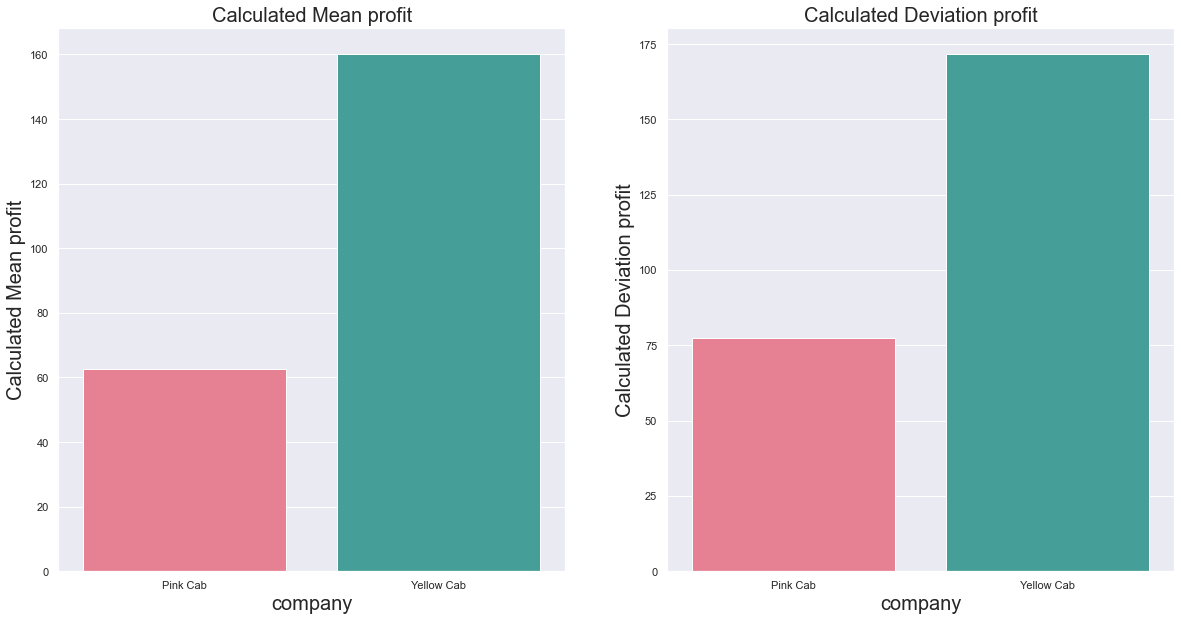 Calculated Mean profit
Calculated Mean profit
160
140
120
100
80
60
40
20
0
Pink Cab
Yellow Cab
company
Calculated Deviation profit
Calculated Deviation profit
175
150
125
100
75
50
25
0
Pink Cab
Yellow Cab
company